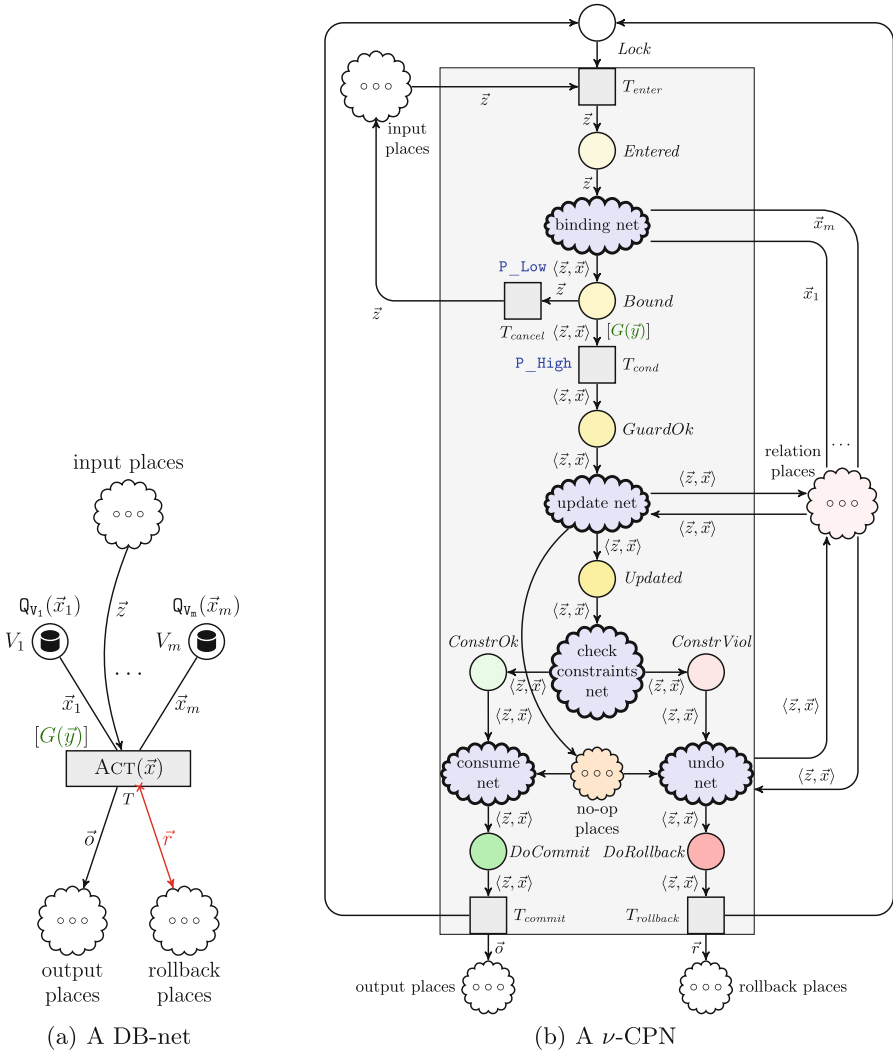 input places
Q_V₁(x⃗₁)
Q_Vₘ(x⃗ₘ)
V₁
z⃗
Vₘ
...
x⃗₁
x⃗ₘ
[G(y⃗)]
ACT(x⃗)
T
o⃗
r⃗
output
places
rollback
places
(a) A DB-net
Lock
T_enter
z⃗
input
places
z⃗
Entered
z⃗
binding net
x⃗ₘ
x⃗₁
P_Low
⟨z⃗, x⃗⟩
z⃗
Bound
z⃗
T_cancel
⟨z⃗, x⃗⟩
[G(y⃗)]
P_High
T_cond
⟨z⃗, x⃗⟩
GuardOk
⟨z⃗, x⃗⟩
...
relation
places
update net
⟨z⃗, x⃗⟩
⟨z⃗, x⃗⟩
⟨z⃗, x⃗⟩
Updated
⟨z⃗, x⃗⟩
ConstrOk
check
constraints
net
ConstrViol
⟨z⃗, x⃗⟩
⟨z⃗, x⃗⟩
⟨z⃗, x⃗⟩
⟨z⃗, x⃗⟩
⟨z⃗, x⃗⟩
consume
net
no-op
places
undo
net
⟨z⃗, x⃗⟩
⟨z⃗, x⃗⟩
⟨z⃗, x⃗⟩
DoCommit
DoRollback
⟨z⃗, x⃗⟩
⟨z⃗, x⃗⟩
T_commit
T_rollback
o⃗
r⃗
output places
rollback places
(b) A ν-CPN